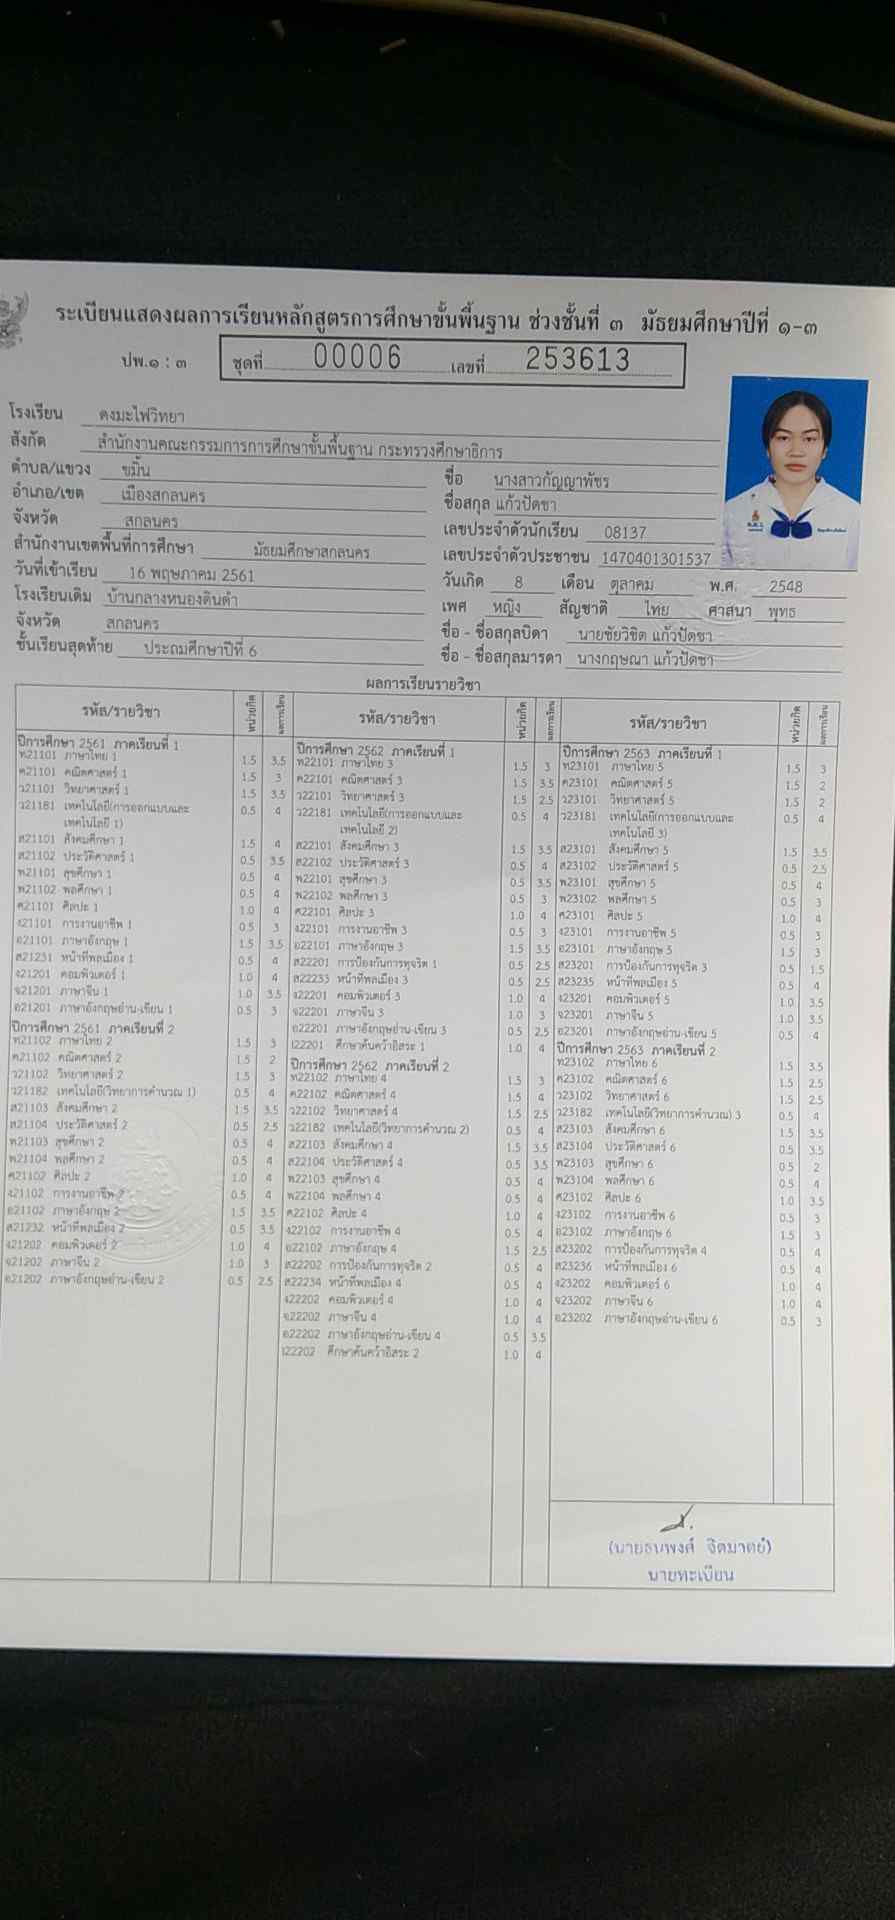 ระเบียนแสดงผลการเรียนหลักสูตรการศึกษาขั้นพื้นฐาน ช่วงชั้นที่ ๓ มัธยมศึกษาปีที่ ๑-๓
ปพ.๑ : ๓ ชุดที่ 00006 เลขที่ 253613
โรงเรียน ดงมะไฟวิทยา
สังกัด สำนักงานคณะกรรมการการศึกษาขั้นพื้นฐาน กระทรวงศึกษาธิการ
ตำบล/แขวง ขมิ้น
อำเภอ/เขต เมืองสกลนคร
จังหวัด สกลนคร
สำนักงานเขตพื้นที่การศึกษา มัธยมศึกษาสกลนคร
วันที่เข้าเรียน 16 พฤษภาคม 2561
โรงเรียนเดิม บ้านกลางหนองดินดำ
จังหวัด สกลนคร
ชั้นเรียนสุดท้าย ประถมศึกษาปีที่ 6
ชื่อ นางสาวกัญญาพัชร
ชื่อสกุล แก้วปัดชา
เลขประจำตัวนักเรียน 08137
เลขประจำตัวประชาชน 1470401301537
วันเกิด 8 เดือน ตุลาคม พ.ศ. 2548
เพศ หญิง สัญชาติ ไทย ศาสนา พุทธ
ชื่อ - ชื่อสกุลบิดา นายชัยวิชิต แก้วปัดชา
ชื่อ - ชื่อสกุลมารดา นางกฤษณา แก้วปัดชา
ผลการเรียนรายวิชา
รหัส/รายวิชา หน่วยกิต ผลการเรียน
ปีการศึกษา 2561 ภาคเรียนที่ 1
ท21101 ภาษาไทย 1 1.5 3.5
ค21101 คณิตศาสตร์ 1 1.5 3
ว21101 วิทยาศาสตร์ 1 1.5 3.5
ว21181 เทคโนโลยี(การออกแบบและ 0.5 4
เทคโนโลยี 1)
ส21101 สังคมศึกษา 1 1.5 4
ส21102 ประวัติศาสตร์ 1 0.5 3.5
พ21101 สุขศึกษา 1 0.5 4
พ21102 พลศึกษา 1 0.5 4
ศ21101 ศิลปะ 1 1.0 4
ง21101 การงานอาชีพ 1 0.5 3
อ21101 ภาษาอังกฤษ 1 1.5 3.5
ส21231 หน้าที่พลเมือง 1 0.5 4
ง21201 คอมพิวเตอร์ 1 1.0 4
จ21201 ภาษาจีน 1 1.0 3.5
อ21201 ภาษาอังกฤษอ่าน-เขียน 1 0.5 3
ปีการศึกษา 2561 ภาคเรียนที่ 2
ท21102 ภาษาไทย 2 1.5 3
ค21102 คณิตศาสตร์ 2 1.5 2
ว21102 วิทยาศาสตร์ 2 1.5 3
ว21182 เทคโนโลยี(วิทยาการคำนวณ 1) 0.5 4
ส21103 สังคมศึกษา 2 1.5 3.5
ส21104 ประวัติศาสตร์ 2 0.5 2.5
พ21103 สุขศึกษา 2 0.5 4
พ21104 พลศึกษา 2 0.5 4
ศ21102 ศิลปะ 2 1.0 4
ง21102 การงานอาชีพ 2 0.5 4
อ21102 ภาษาอังกฤษ 2 1.5 3.5
ส21232 หน้าที่พลเมือง 2 0.5 3.5
ง21202 คอมพิวเตอร์ 2 1.0 4
จ21202 ภาษาจีน 2 1.0 3
อ21202 ภาษาอังกฤษอ่าน-เขียน 2 0.5 2.5
รหัส/รายวิชา หน่วยกิต ผลการเรียน
ปีการศึกษา 2562 ภาคเรียนที่ 1
ท22101 ภาษาไทย 3 1.5 3
ค22101 คณิตศาสตร์ 3 1.5 3.5
ว22101 วิทยาศาสตร์ 3 1.5 2.5
ว22181 เทคโนโลยี(การออกแบบและ 0.5 4
เทคโนโลยี 2)
ส22101 สังคมศึกษา 3 1.5 3.5
ส22102 ประวัติศาสตร์ 3 0.5 4
พ22101 สุขศึกษา 3 0.5 3.5
พ22102 พลศึกษา 3 0.5 3
ศ22101 ศิลปะ 3 1.0 4
ง22101 การงานอาชีพ 3 0.5 3
อ22101 ภาษาอังกฤษ 3 1.5 3.5
ส22201 การป้องกันการทุจริต 1 0.5 2.5
ส22233 หน้าที่พลเมือง 3 0.5 2.5
ง22201 คอมพิวเตอร์ 3 1.0 4
จ22201 ภาษาจีน 3 1.0 3
อ22201 ภาษาอังกฤษอ่าน-เขียน 3 0.5 2.5
I22201 ศึกษาค้นคว้าอิสระ 1 1.0 4
ปีการศึกษา 2562 ภาคเรียนที่ 2
ท22102 ภาษาไทย 4 1.5 3
ค22102 คณิตศาสตร์ 4 1.5 4
ว22102 วิทยาศาสตร์ 4 1.5 2.5
ว22182 เทคโนโลยี(วิทยาการคำนวณ 2) 0.5 4
ส22103 สังคมศึกษา 4 1.5 3.5
ส22104 ประวัติศาสตร์ 4 0.5 3.5
พ22103 สุขศึกษา 4 0.5 4
พ22104 พลศึกษา 4 0.5 4
ศ22102 ศิลปะ 4 1.0 4
ง22102 การงานอาชีพ 4 0.5 4
อ22102 ภาษาอังกฤษ 4 1.5 2.5
ส22202 การป้องกันการทุจริต 2 0.5 4
ส22234 หน้าที่พลเมือง 4 0.5 4
ง22202 คอมพิวเตอร์ 4 1.0 4
จ22202 ภาษาจีน 4 1.0 4
อ22202 ภาษาอังกฤษอ่าน-เขียน 4 0.5 3.5
I22202 ศึกษาค้นคว้าอิสระ 2 1.0 4
รหัส/รายวิชา หน่วยกิต ผลการเรียน
ปีการศึกษา 2563 ภาคเรียนที่ 1
ท23101 ภาษาไทย 5 1.5 3
ค23101 คณิตศาสตร์ 5 1.5 2
ว23101 วิทยาศาสตร์ 5 1.5 2
ว23181 เทคโนโลยี(การออกแบบและ 0.5 4
เทคโนโลยี 3)
ส23101 สังคมศึกษา 5 1.5 3.5
ส23102 ประวัติศาสตร์ 5 0.5 2.5
พ23101 สุขศึกษา 5 0.5 4
พ23102 พลศึกษา 5 0.5 3
ศ23101 ศิลปะ 5 1.0 4
ง23101 การงานอาชีพ 5 0.5 3
อ23101 ภาษาอังกฤษ 5 1.5 3
ส23201 การป้องกันการทุจริต 3 0.5 1.5
ส23235 หน้าที่พลเมือง 5 0.5 4
ง23201 คอมพิวเตอร์ 5 1.0 3.5
จ23201 ภาษาจีน 5 1.0 3.5
อ23201 ภาษาอังกฤษอ่าน-เขียน 5 0.5 4
ปีการศึกษา 2563 ภาคเรียนที่ 2
ท23102 ภาษาไทย 6 1.5 3.5
ค23102 คณิตศาสตร์ 6 1.5 2.5
ว23102 วิทยาศาสตร์ 6 1.5 2.5
ว23182 เทคโนโลยี(วิทยาการคำนวณ) 3 0.5 4
ส23103 สังคมศึกษา 6 1.5 3.5
ส23104 ประวัติศาสตร์ 6 0.5 3.5
พ23103 สุขศึกษา 6 0.5 2
พ23104 พลศึกษา 6 0.5 4
ศ23102 ศิลปะ 6 1.0 3.5
ง23102 การงานอาชีพ 6 0.5 3
อ23102 ภาษาอังกฤษ 6 1.5 3
ส23202 การป้องกันการทุจริต 4 0.5 4
ส23236 หน้าที่พลเมือง 6 0.5 4
ง23202 คอมพิวเตอร์ 6 1.0 4
จ23202 ภาษาจีน 6 1.0 4
อ23202 ภาษาอังกฤษอ่าน-เขียน 6 0.5 3
(นายธนพงศ์ จิตมาตย์)
นายทะเบียน